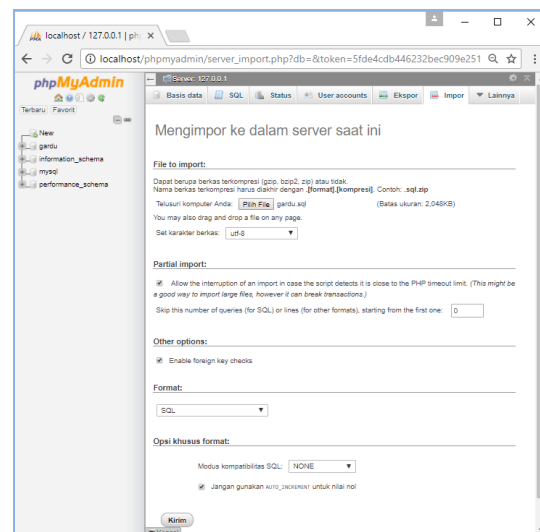 localhost / 127.0.0.1 | ph
localhost/phpmyadmin/server_import.php?db=&token=5fde4cdb446232bec909e251
phpMyAdmin
Terbaru Favorit
New
gardu
information_schema
mysql
performance_schema
Server: 127.0.0.1
Basis data SQL Status User accounts Ekspor Impor Lainnya
Mengimpor ke dalam server saat ini
File to import:
Dapat berupa berkas terkompresi (gzip, bzip2, zip) atau tidak.
Nama berkas terkompresi harus diakhiri dengan .[format].[kompresi]. Contoh: .sql.zip
Telusuri komputer Anda: Pilih File gardu.sql (Batas ukuran: 2,048KB)
You may also drag and drop a file on any page.
Set karakter berkas: utf-8
Partial import:
Allow the interruption of an import in case the script detects it is close to the PHP timeout limit. (This might be
a good way to import large files, however it can break transactions.)
Skip this number of queries (for SQL) or lines (for other formats), starting from the first one: 0
Other options:
Enable foreign key checks
Format:
SQL
Opsi khusus format:
Modus kompatibilitas SQL: NONE
Jangan gunakan AUTO_INCREMENT untuk nilai nol
Kirim